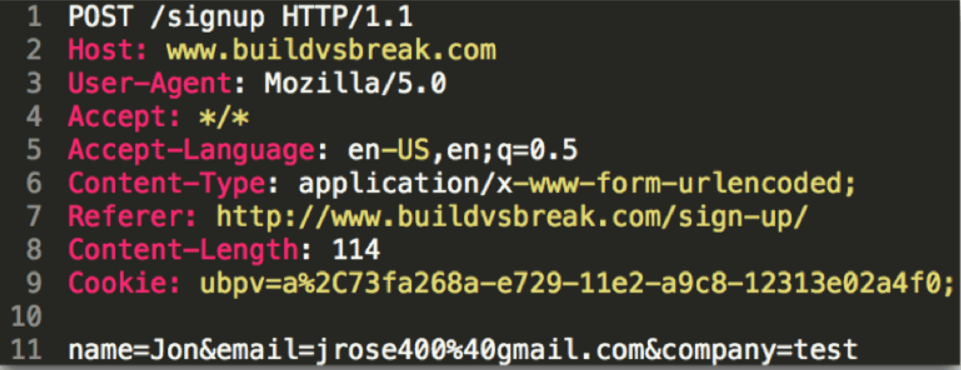 1 POST /signup HTTP/1.1
2 Host: www.buildvsbreak.com
3 User-Agent: Mozilla/5.0
4 Accept: */*
5 Accept-Language: en-US,en;q=0.5
6 Content-Type: application/x-www-form-urlencoded;
7 Referer: http://www.buildvsbreak.com/sign-up/
8 Content-Length: 114
9 Cookie: ubpv=a%2C73fa268a-e729-11e2-a9c8-12313e02a4f0;
10
11 name=Jon&email=jrose400%40gmail.com&company=test